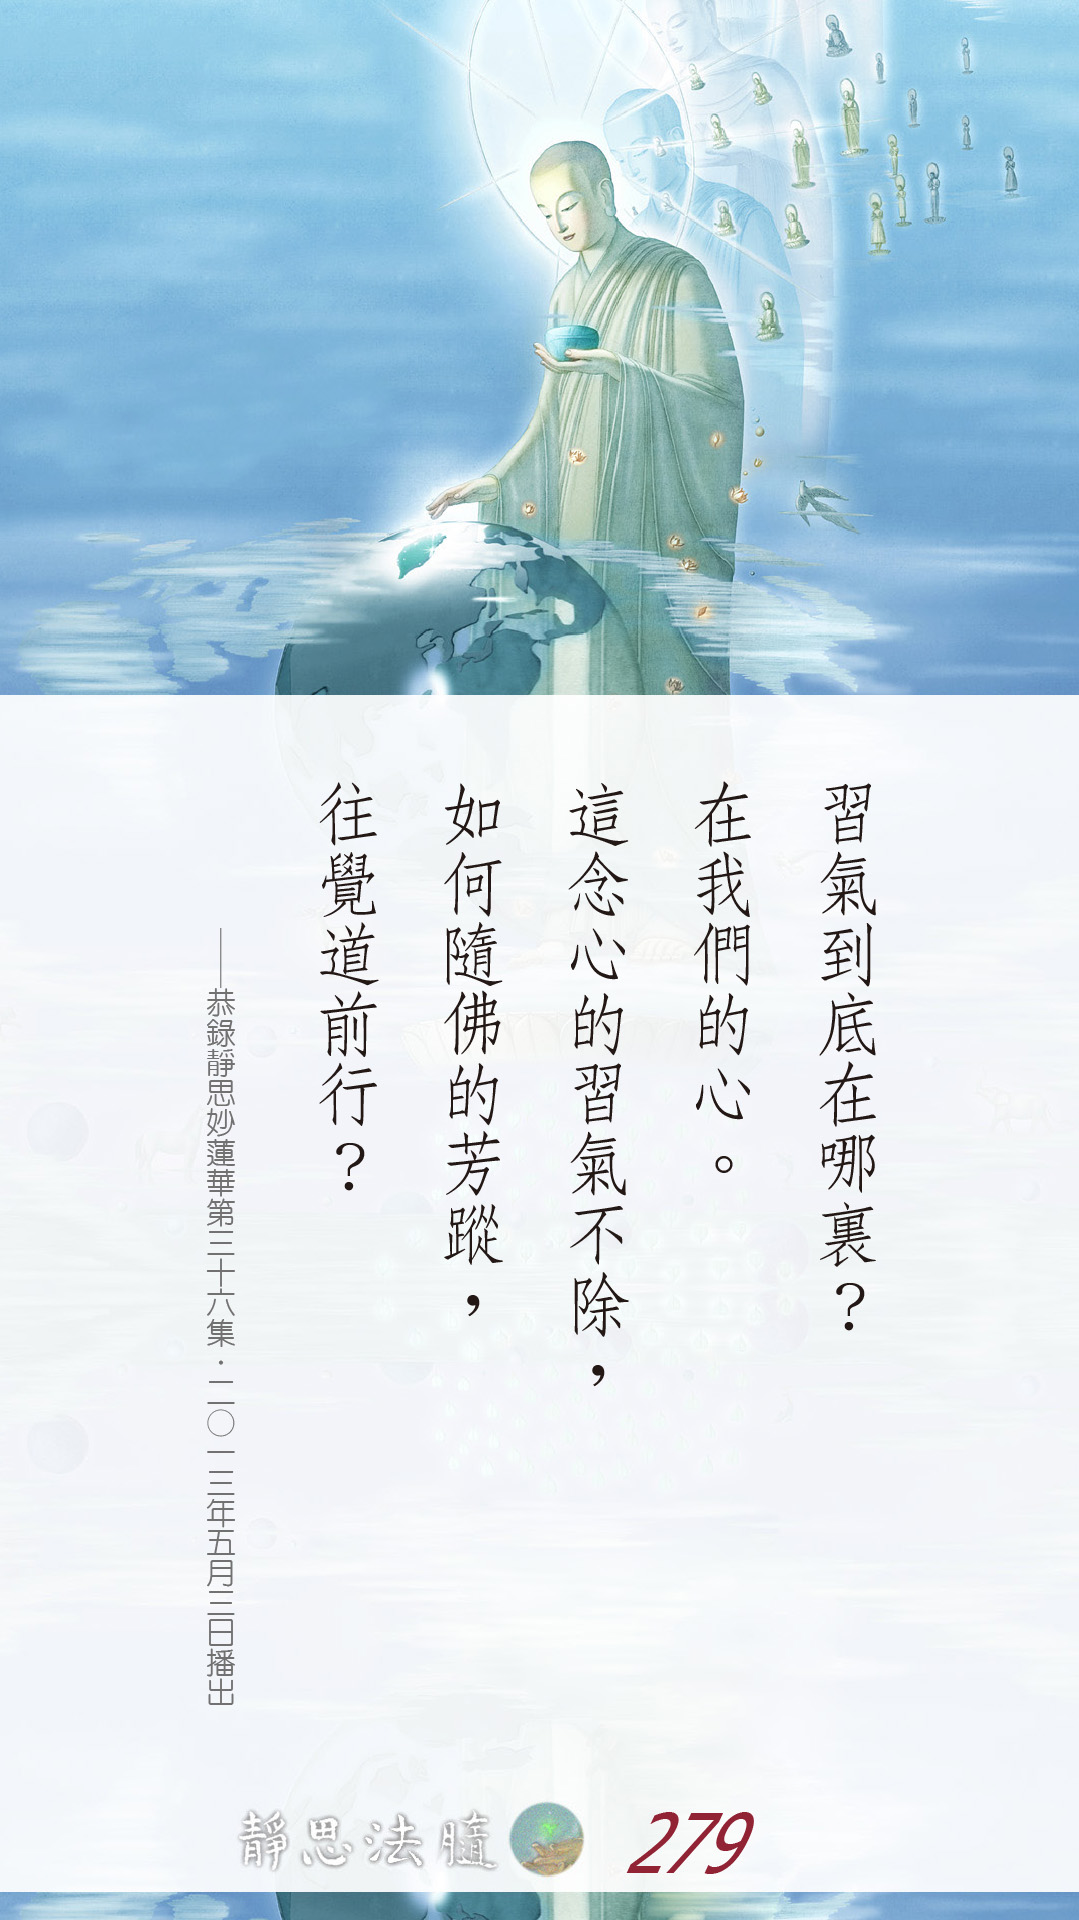 習氣到底在哪裏？
在我們的心。
這念心的習氣不除，
如何隨佛的芳蹤，
往覺道前行？
——恭錄靜思妙蓮華第三十六集．二〇一三年五月三日播出
靜思法髓
279